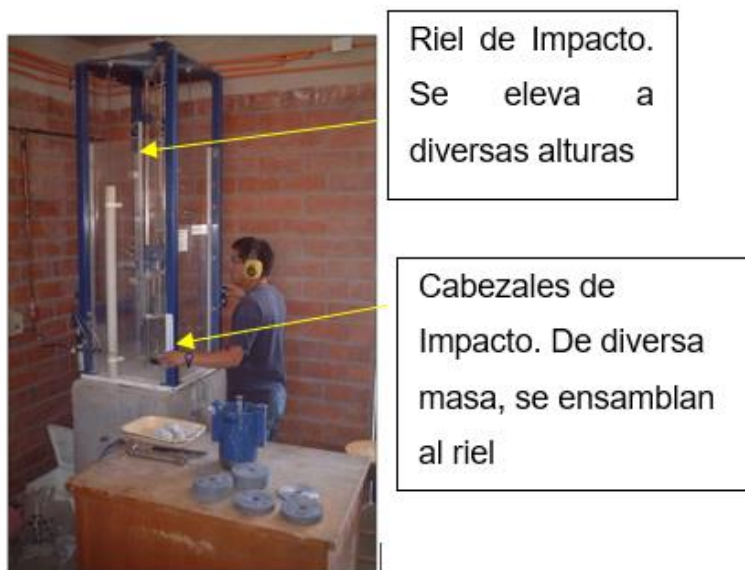 Riel de Impacto.
Se eleva a
diversas alturas
Cabezales de
Impacto. De diversa
masa, se ensamblan
al riel